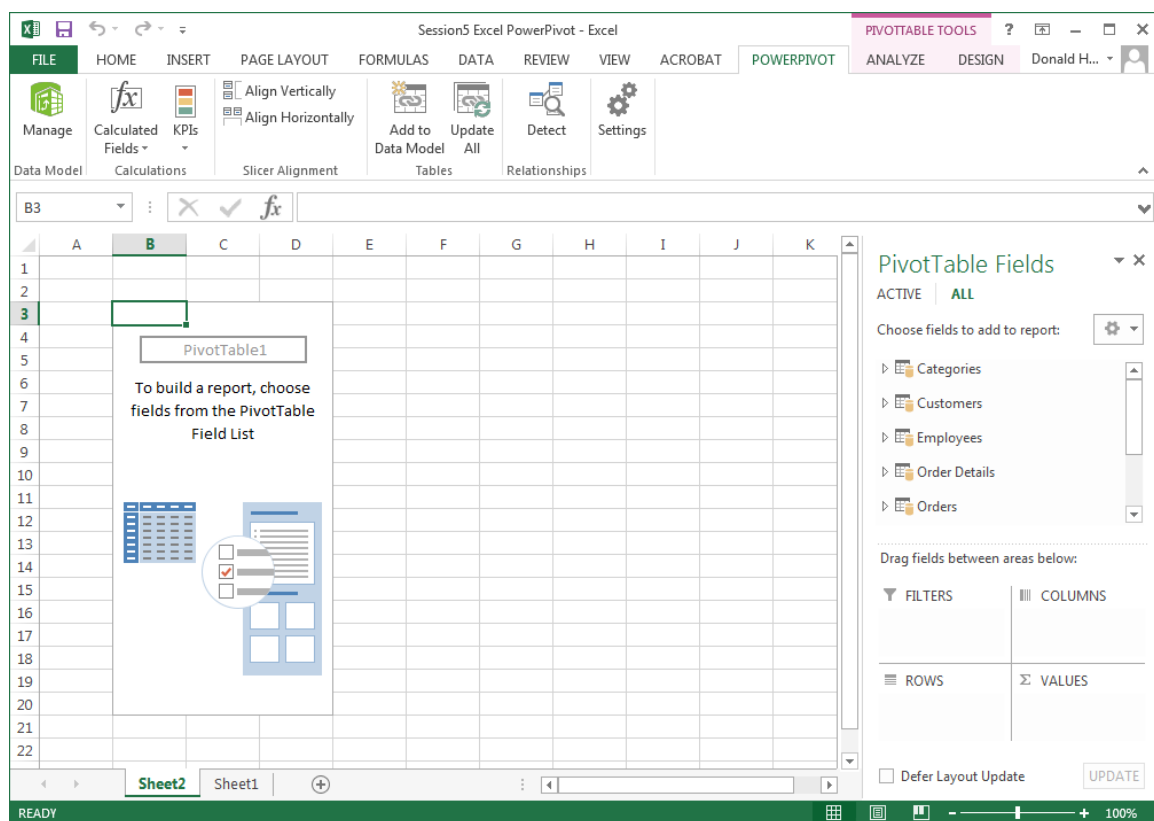 Session5 Excel PowerPivot - Excel
PIVOTTABLE TOOLS
?
FILE HOME INSERT PAGE LAYOUT FORMULAS DATA REVIEW VIEW ACROBAT POWERPIVOT ANALYZE DESIGN Donald H...
Manage
Calculated
Fields
KPIs
Align Vertically
Align Horizontally
Add to
Data Model
Update
All
Detect
Settings
Data Model Calculations Slicer Alignment Tables Relationships
B3
fx
A B C D E F G H I J K
1
2
3
4
5
6
7
8
9
10
11
12
13
14
15
16
17
18
19
20
21
22
PivotTable1
To build a report, choose
fields from the PivotTable
Field List
PivotTable Fields
ACTIVE ALL
Choose fields to add to report:
Categories
Customers
Employees
Order Details
Orders
Drag fields between areas below:
FILTERS COLUMNS
ROWS Σ VALUES
Defer Layout Update UPDATE
Sheet2 Sheet1
READY 100%